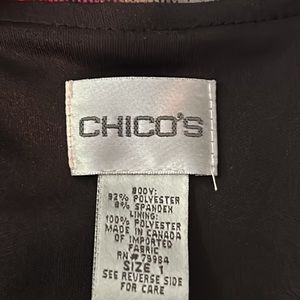 CHICO'S
BODY:
92% POLYESTER
8% SPANDEX
LINING:
100% POLYESTER
MADE IN CANADA
OF IMPORTED
FABRIC
RN# 79984
SIZE 1
SEE REVERSE SIDE
FOR CARE